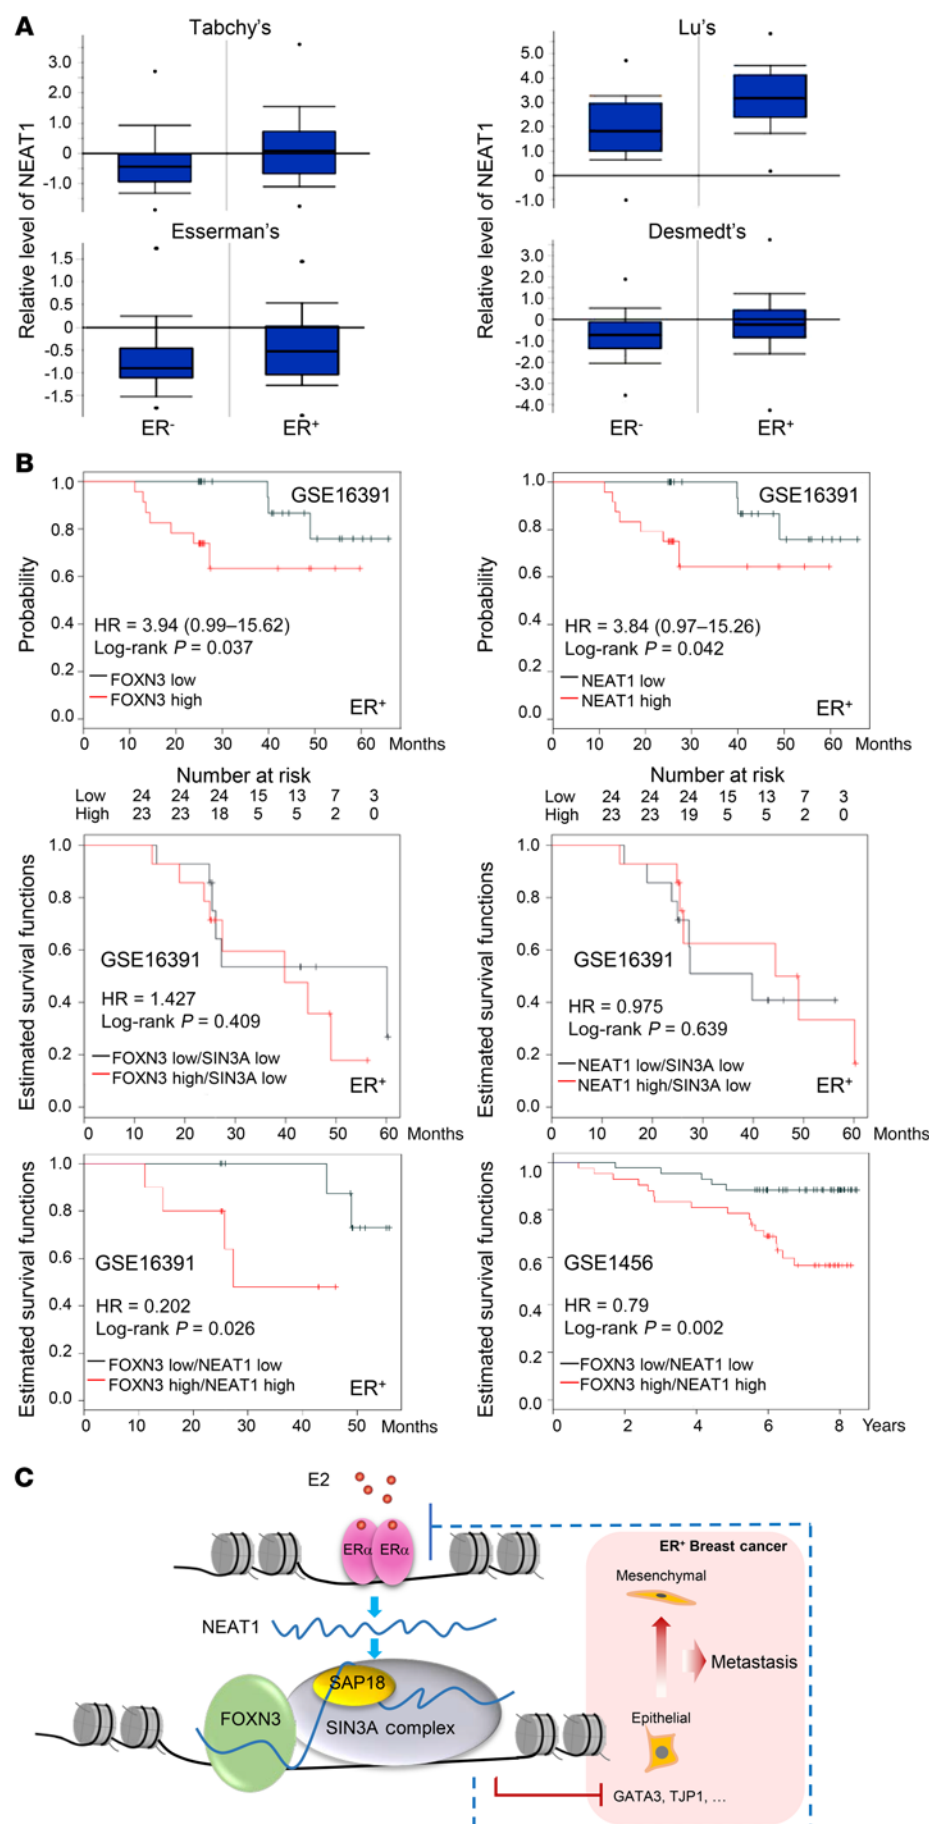 A
Tabchy's
Lu's
Relative level of NEAT1
3.0
2.0
1.0
0
-1.0
5.0
4.0
3.0
2.0
1.0
0
-1.0
Esserman's
Desmedt's
Relative level of NEAT1
1.5
1.0
0.5
0
-0.5
-1.0
-1.5
3.0
2.0
1.0
0
-1.0
-2.0
-3.0
-4.0
ER-
ER+
ER-
ER+
B
Probability
1.0
0.8
0.6
0.4
0.2
0.0
GSE16391
HR = 3.94 (0.99–15.62)
Log-rank P = 0.037
FOXN3 low
FOXN3 high
ER+
0 10 20 30 40 50 60 Months
Number at risk
Low 24 24 24 15 13 7 3
High 23 23 18 5 5 2 0
Probability
1.0
0.8
0.6
0.4
0.2
0.0
GSE16391
HR = 3.84 (0.97–15.26)
Log-rank P = 0.042
NEAT1 low
NEAT1 high
ER+
0 10 20 30 40 50 60 Months
Number at risk
Low 24 24 24 15 13 7 3
High 23 23 19 5 5 2 0
Estimated survival functions
1.0
0.8
0.6
0.4
0.2
0.0
GSE16391
HR = 1.427
Log-rank P = 0.409
FOXN3 low/SIN3A low
FOXN3 high/SIN3A low
ER+
0 10 20 30 40 50 60 Months
Estimated survival functions
1.0
0.8
0.6
0.4
0.2
0.0
GSE16391
HR = 0.975
Log-rank P = 0.639
NEAT1 low/SIN3A low
NEAT1 high/SIN3A low
ER+
0 10 20 30 40 50 60 Months
Estimated survival functions
1.0
0.8
0.6
0.4
0.2
0.0
GSE16391
HR = 0.202
Log-rank P = 0.026
FOXN3 low/NEAT1 low
FOXN3 high/NEAT1 high
ER+
0 10 20 30 40 50 Months
Estimated survival functions
1.0
0.8
0.6
0.4
0.2
0.0
GSE1456
HR = 0.79
Log-rank P = 0.002
FOXN3 low/NEAT1 low
FOXN3 high/NEAT1 high
0 2 4 6 8 Years
C
E2
ERα ERα
NEAT1
SAP18
FOXN3
SIN3A complex
ER+ Breast cancer
Mesenchymal
Metastasis
Epithelial
GATA3, TJP1, ...